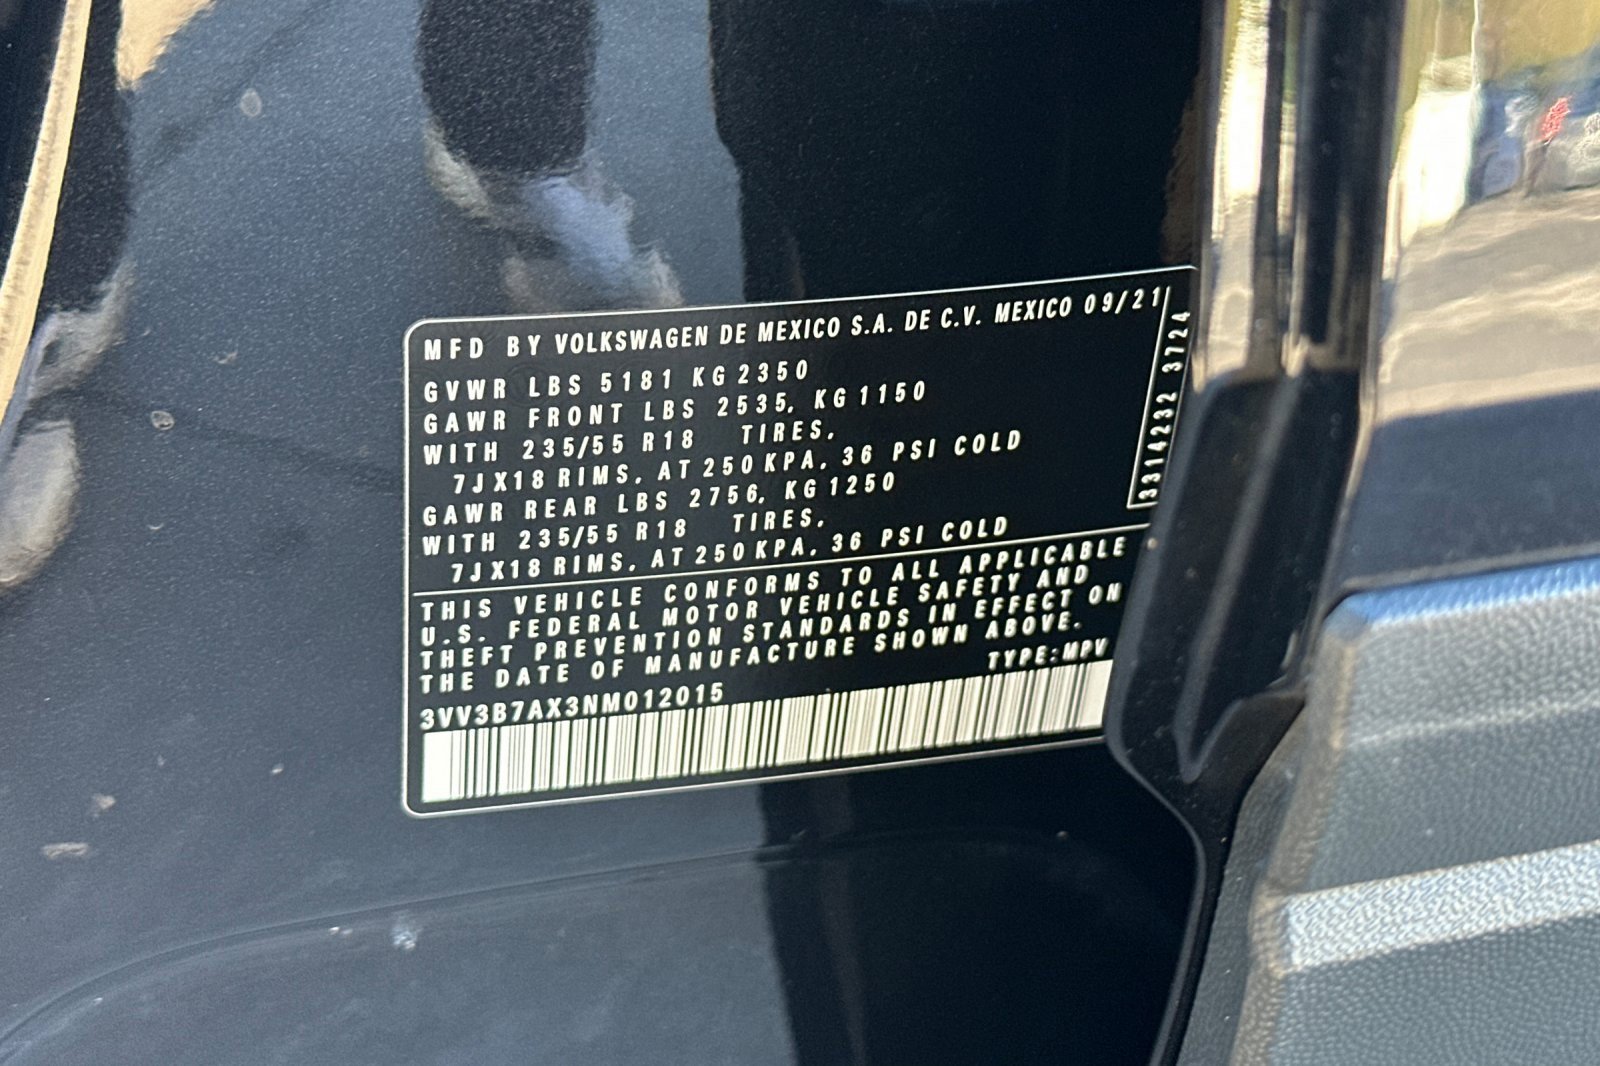 MFD BY VOLKSWAGEN DE MEXICO S.A. DE C.V. MEXICO 09/21
GVWR LBS 5181 KG 2350
GAWR FRONT LBS 2535, KG 1150
WITH 235/55 R18 TIRES,
7JX18 RIMS, AT 250 KPA, 36 PSI COLD
GAWR REAR LBS 2756, KG 1250
WITH 235/55 R18 TIRES,
7JX18 RIMS, AT 250 KPA, 36 PSI COLD
3314232 3724
THIS VEHICLE CONFORMS TO ALL APPLICABLE
U.S. FEDERAL MOTOR VEHICLE SAFETY AND
THEFT PREVENTION STANDARDS IN EFFECT ON
THE DATE OF MANUFACTURE SHOWN ABOVE.
TYPE:MPV
3VV3B7AX3NM012015